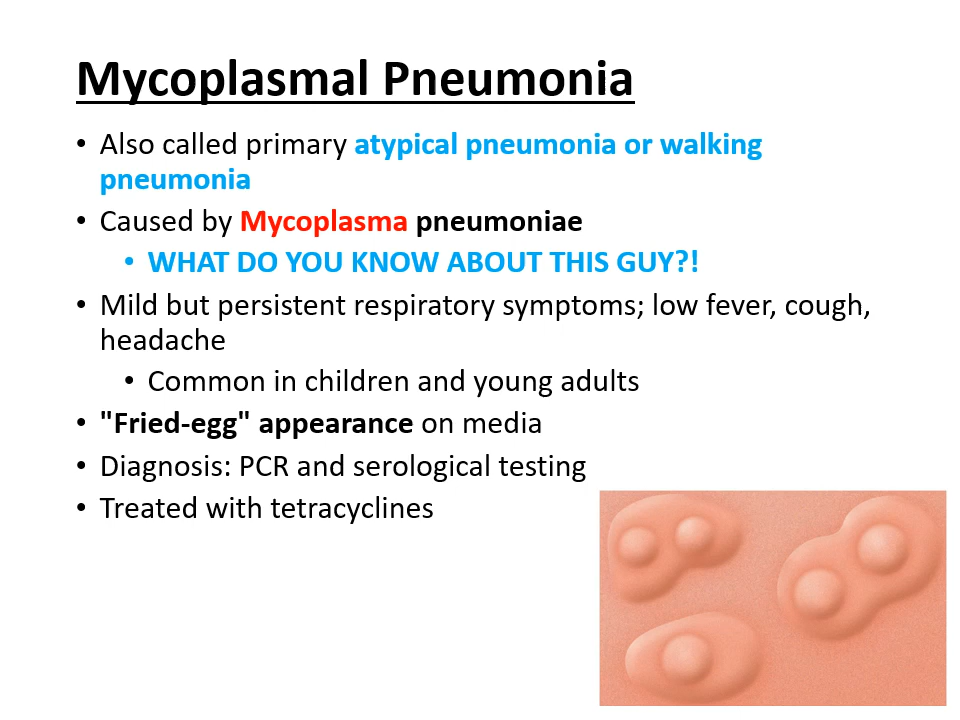 Mycoplasmal Pneumonia
• Also called primary atypical pneumonia or walking
pneumonia
• Caused by Mycoplasma pneumoniae
• WHAT DO YOU KNOW ABOUT THIS GUY?!
• Mild but persistent respiratory symptoms; low fever, cough,
headache
• Common in children and young adults
• "Fried-egg" appearance on media
• Diagnosis: PCR and serological testing
• Treated with tetracyclines